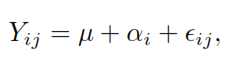 Y_{ij} = μ + α_i + ϵ_{ij},